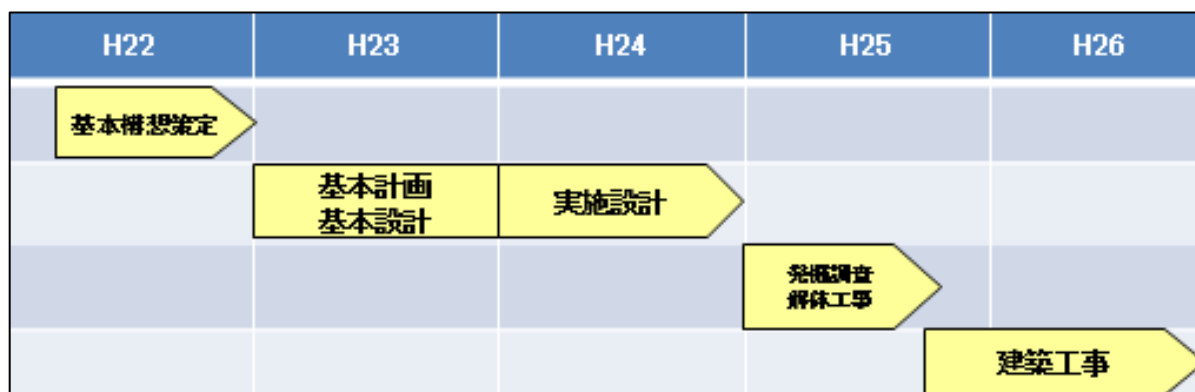 H22 H23 H24 H25 H26
基本構想策定
基本計画
基本設計
実施設計
発掘調査
解体工事
建築工事